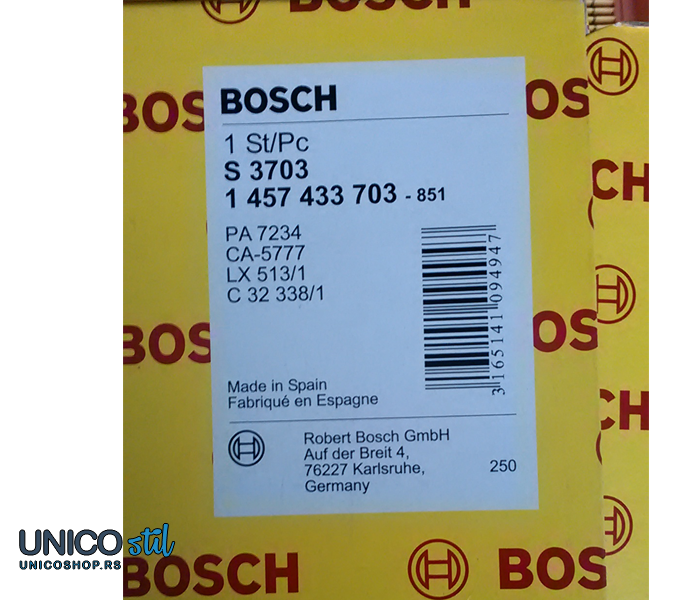 BOSCH
BOSCH
BOSCH
1 St/Pc
S 3703
1 457 433 703 - 851
PA 7234
CA-5777
LX 513/1
C 32 338/1
3 165141 094947
Made in Spain
Fabriqué en Espagne
Robert Bosch GmbH
Auf der Breit 4,
76227 Karlsruhe,
Germany
250
BOS
OS
CH
BOS
OS
CH
UNICO stil
UNICOSHOP.RS